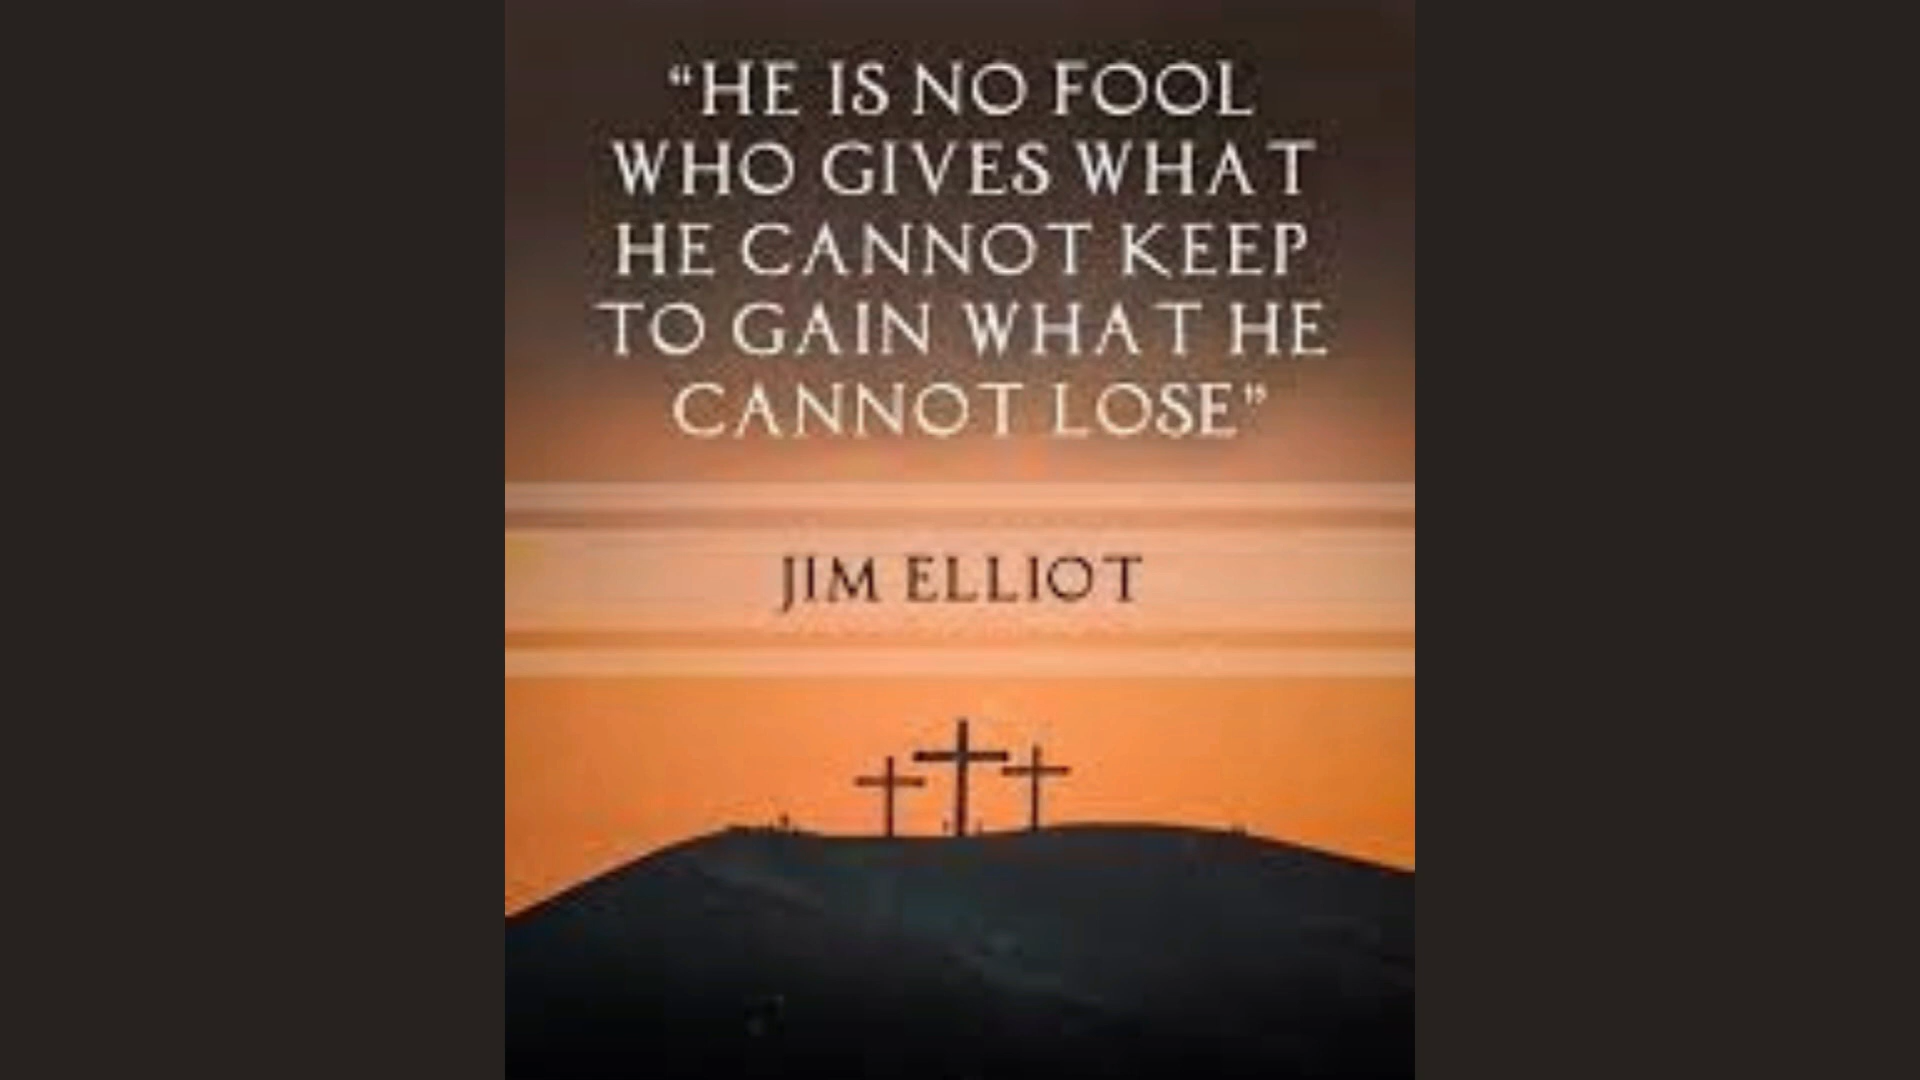 “HE IS NO FOOL
WHO GIVES WHAT
HE CANNOT KEEP
TO GAIN WHAT HE
CANNOT LOSE”
JIM ELLIOT